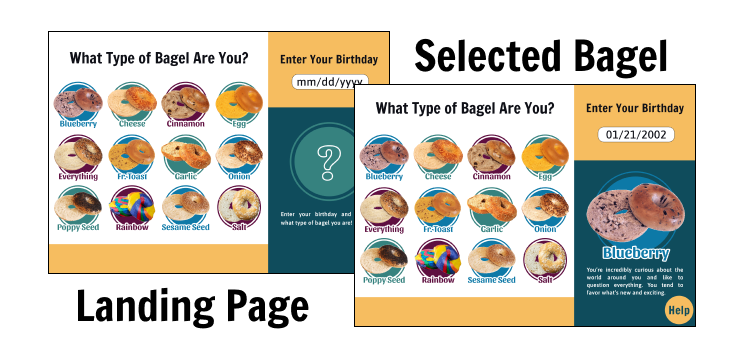 What Type of Bagel Are You?
Enter Your Birthday
mm/dd/yyyy
Blueberry Cheese Cinnamon Egg
Everything Fr. Toast Garlic Onion
Poppy Seed Rainbow Sesame Seed Salt
?
Enter your birthday and
what type of bagel you are!
Landing Page
Selected Bagel
What Type of Bagel Are You?
Enter Your Birthday
01/21/2002
Blueberry Cheese Cinnamon Egg
Everything Fr. Toast Garlic Onion
Poppy Seed Rainbow Sesame Seed Salt
Blueberry
You're incredibly curious about the
world around you and like to
question everything. You tend to
favor what's new and exciting.
Help